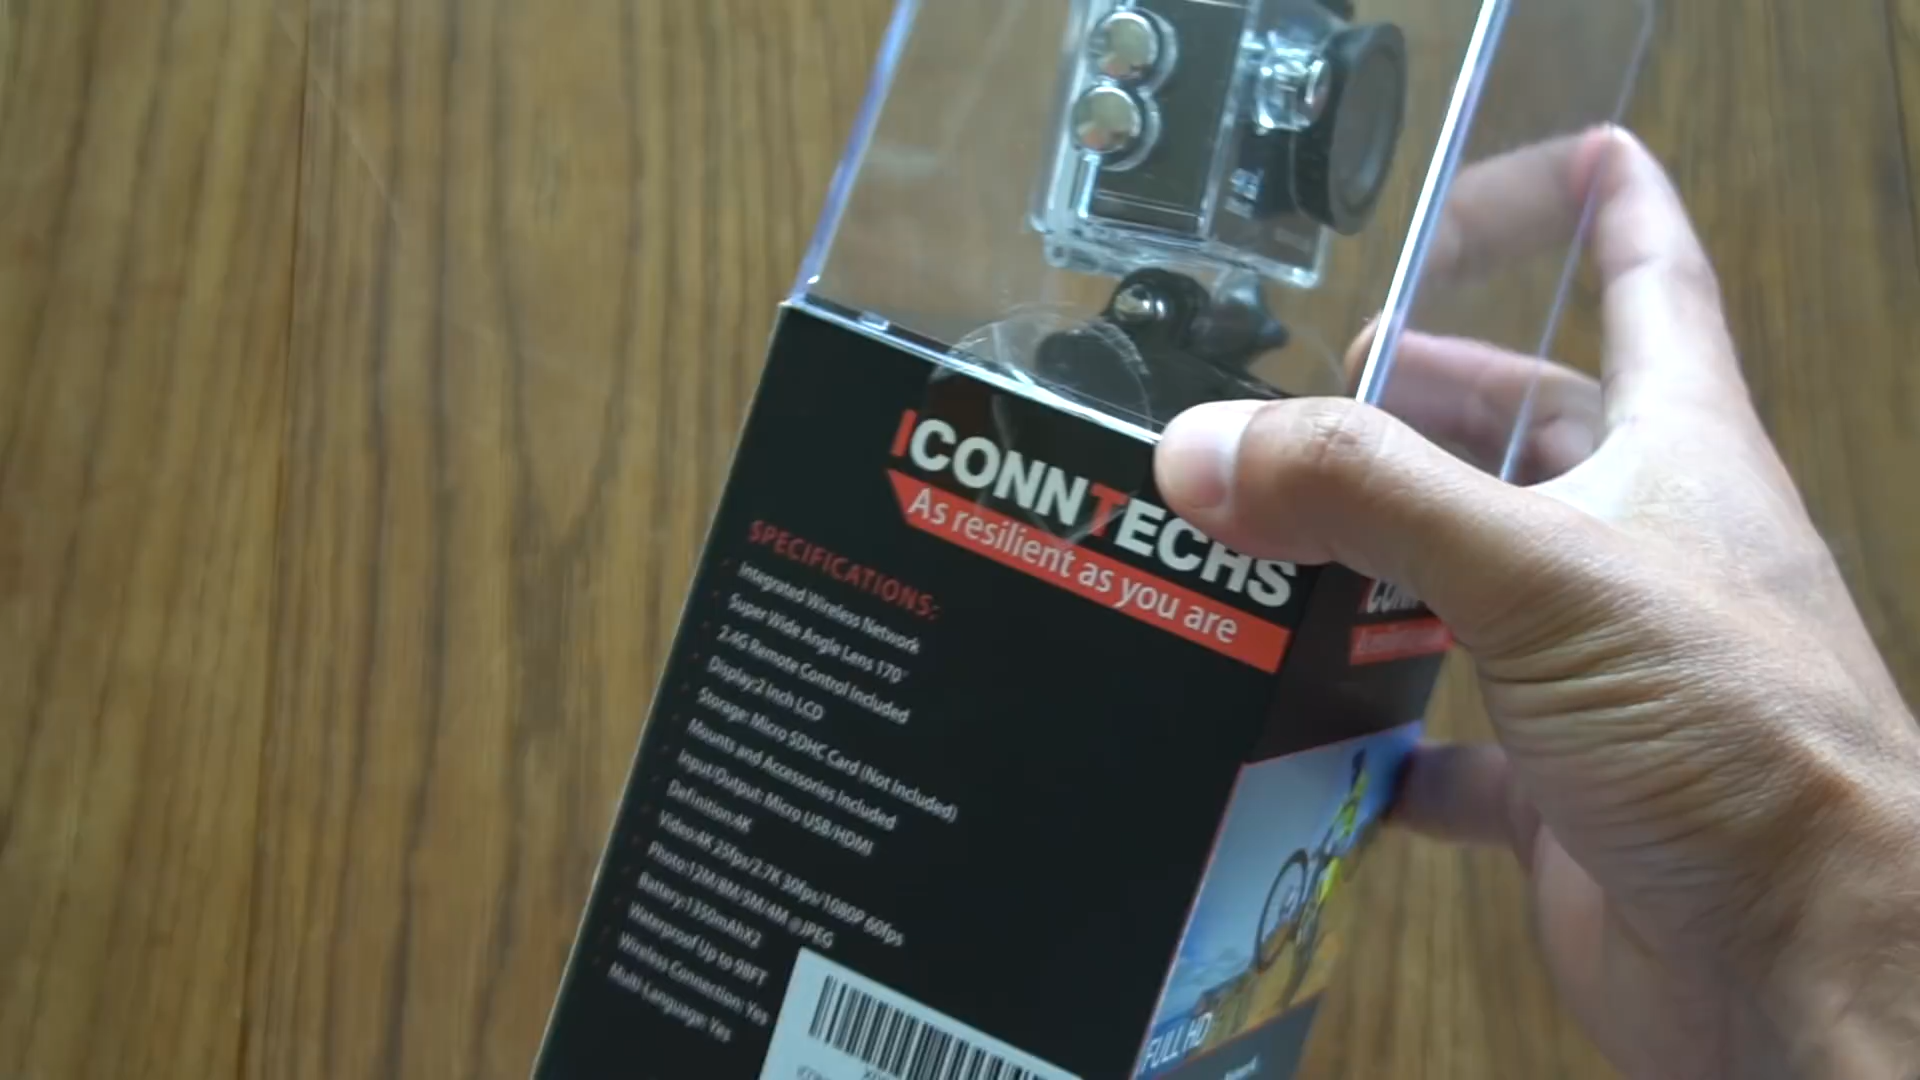 4K
ICONNTECHS
As resilient as you are
SPECIFICATIONS:
Integrated Wireless Network
Super Wide Angle Lens 170°
2.4G Remote Control Included
Display:2 Inch LCD
Storage: Micro SDHC Card (Not Included)
Mounts and Accessories Included
Input/Output: Micro USB/HDMI
Definition:4K
Video:4K 25fps/2.7K 30fps/1080P 60fps
Photo:12M/8M/5M/4M @JPEG
Battery:1350mAhX2
Waterproof Up to 98FT
Wireless Connection: Yes
Multi Language: Yes
FULL HD